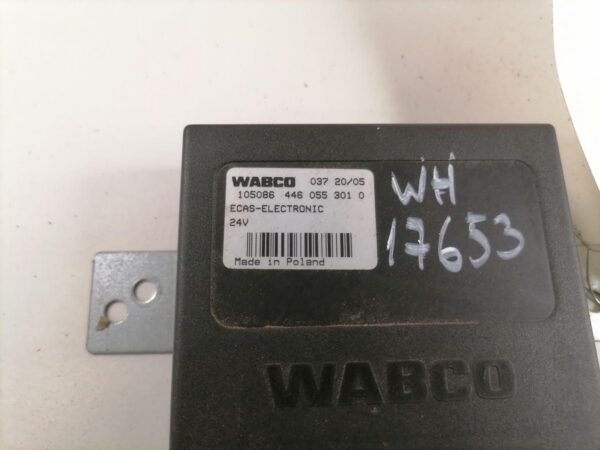 WABCO 037 20/05
105086 446 055 301 0
ECAS-ELECTRONIC
24V
Made in Poland
WH
17653
WABCO